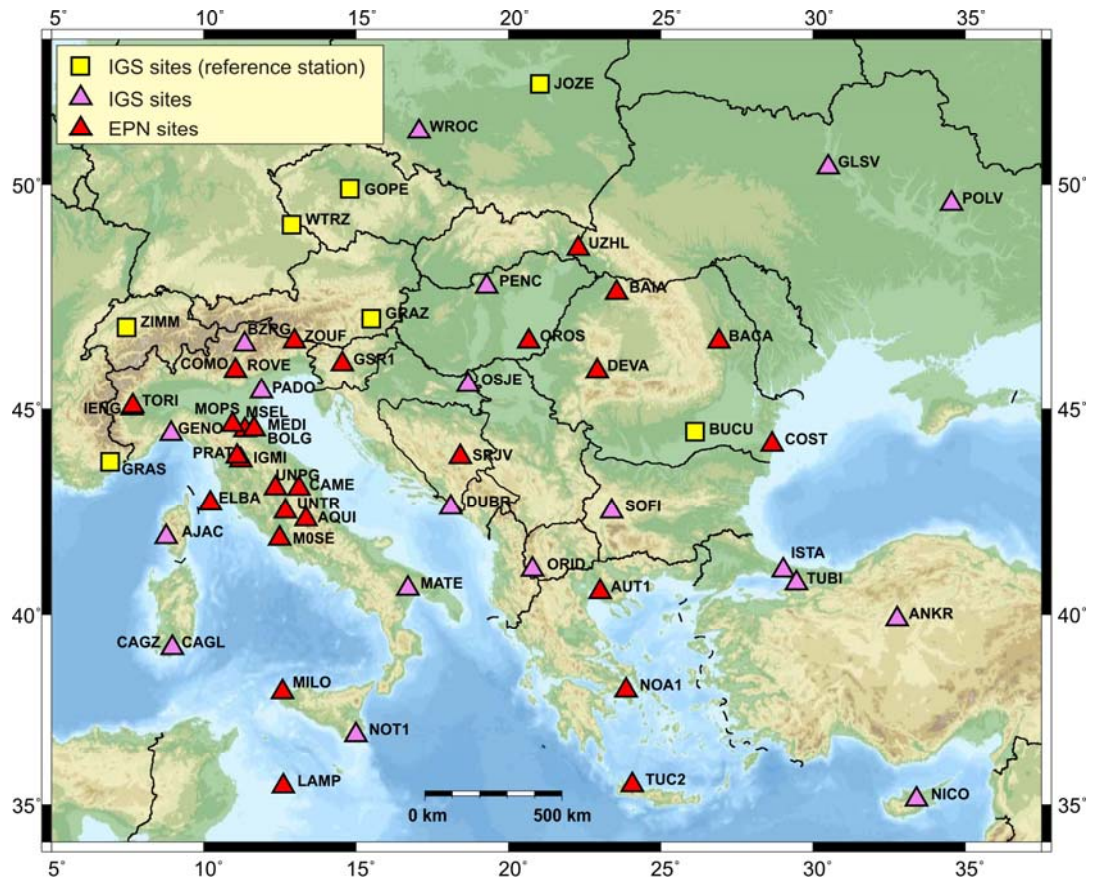 5° 10° 15° 20° 25° 30° 35°
IGS sites (reference station)
IGS sites
EPN sites
JOZE
WROC
GLSV
50° GOPE 50°
POLV
WTRZ
UZHL
PENC
BAIA
ZIMM
BZRG ZOUF GRAZ
OROS BACA
COMO ROVE GSR1
DEVA
PADO OSJE
IENG TORI
45° 45°
MOPS MSEL
GENO MEDI
BOLG
BUCU COST
PRAT IGMI
SRJV
GRAS
UNPG CAME
ELBA UNTR DUBR SOFI
AQUI
AJAC M0SE
ISTA
ORID TUBI
MATE AUT1
40° ANKR 40°
CAGZ CAGL
MILO NOA1
NOT1
LAMP TUC2
NICO
35° 0 km 500 km 35°
5° 10° 15° 20° 25° 30° 35°